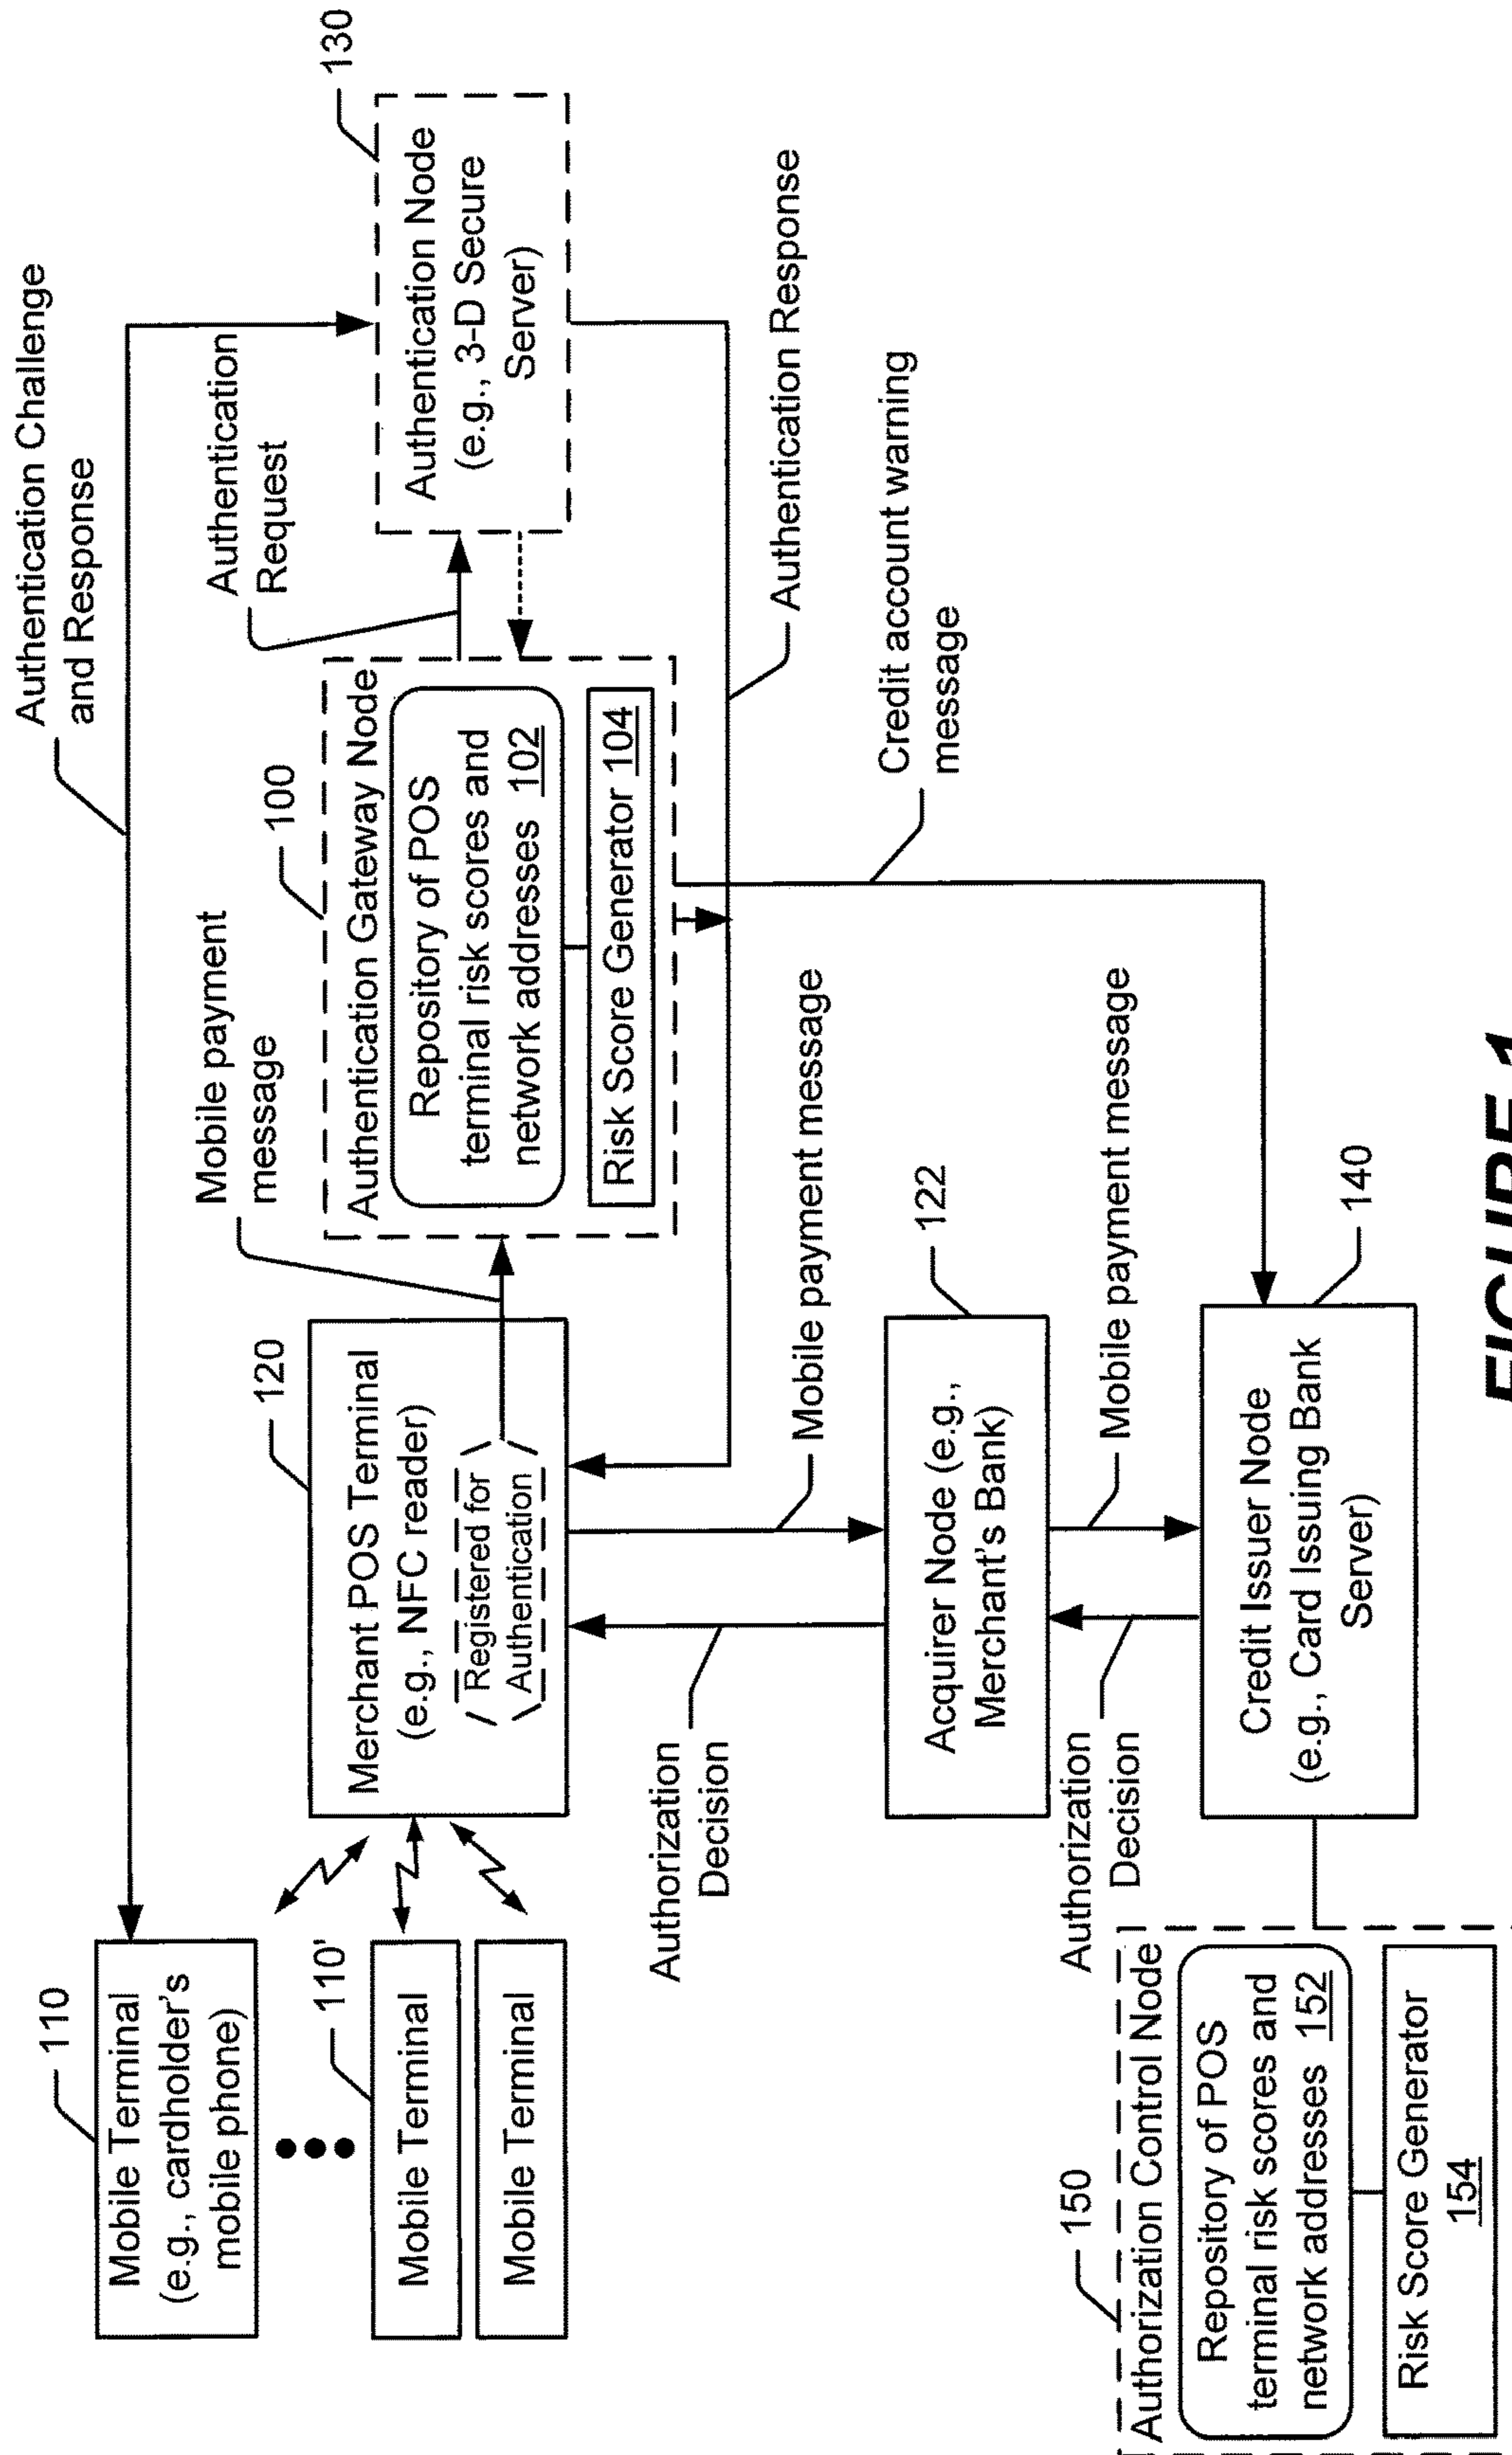 Authentication Challenge
and Response
110
Mobile Terminal
(e.g., cardholder's
mobile phone)
110'
Mobile Terminal
Mobile Terminal
120
Merchant POS Terminal
(e.g., NFC reader)
Registered for
Authentication
Mobile payment
message
100
Authentication Gateway Node
Repository of POS
terminal risk scores and
network addresses 102
Risk Score Generator 104
Authentication
Request
130
Authentication Node
(e.g., 3-D Secure
Server)
Authentication Response
Credit account warning
message
Authorization
Decision
Mobile payment message
122
Acquirer Node (e.g.,
Merchant's Bank)
Authorization
Decision
Mobile payment message
140
Credit Issuer Node
(e.g., Card Issuing Bank
Server)
150
Authorization Control Node
Repository of POS
terminal risk scores and
network addresses 152
Risk Score Generator
154
FIGURE 1